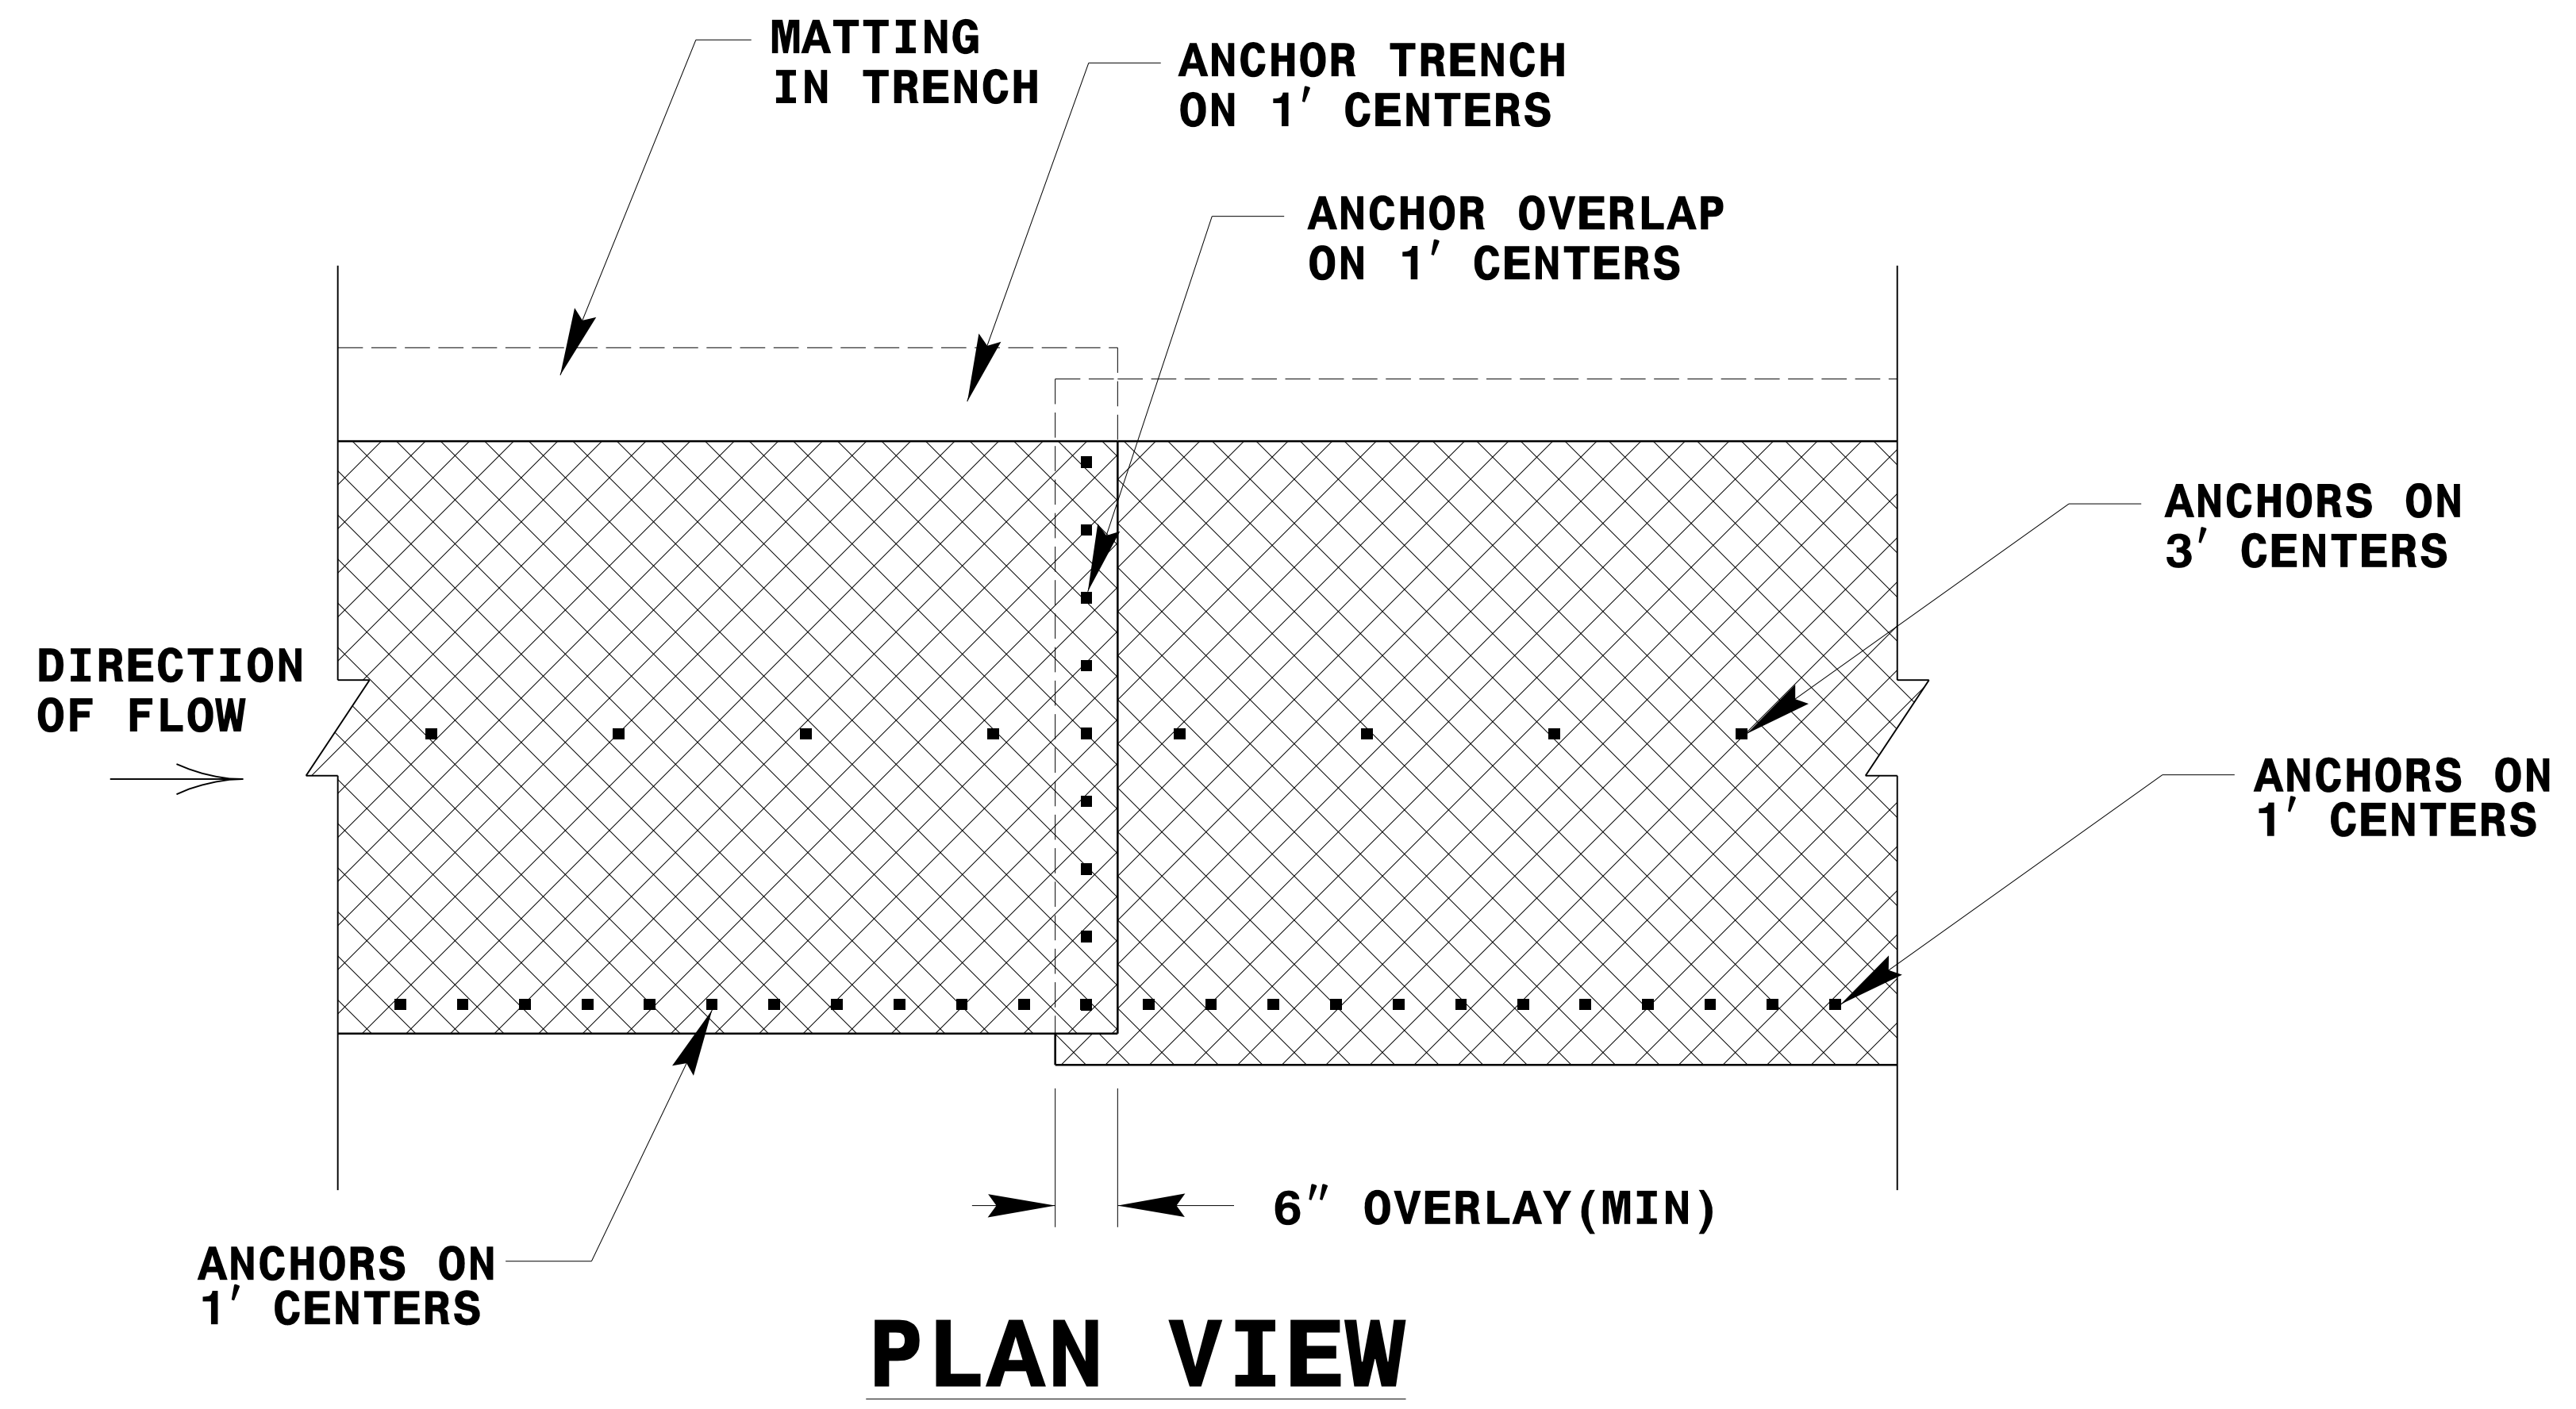 MATTING
IN TRENCH
ANCHOR TRENCH
ON 1' CENTERS
ANCHOR OVERLAP
ON 1' CENTERS
ANCHORS ON
3' CENTERS
DIRECTION
OF FLOW
ANCHORS ON
1' CENTERS
6" OVERLAY(MIN)
ANCHORS ON
1' CENTERS
PLAN VIEW